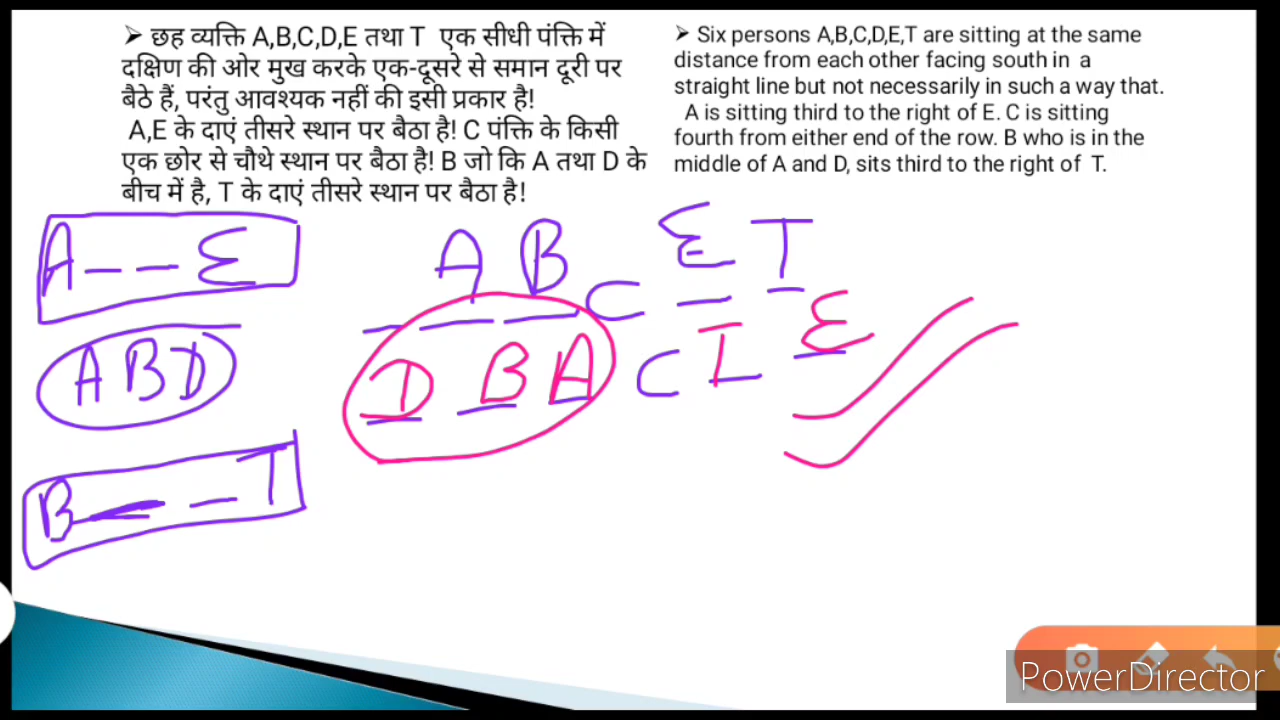 ➤ छह व्यक्ति A,B,C,D,E तथा T एक सीधी पंक्ति में
दक्षिण की ओर मुख करके एक-दूसरे से समान दूरी पर
बैठे हैं, परंतु आवश्यक नहीं की इसी प्रकार है!
A,E के दाएं तीसरे स्थान पर बैठा है! C पंक्ति के किसी
एक छोर से चौथे स्थान पर बैठा है! B जो कि A तथा D के
बीच में है, T के दाएं तीसरे स्थान पर बैठा है!
➤ Six persons A,B,C,D,E,T are sitting at the same
distance from each other facing south in a
straight line but not necessarily in such a way that.
A is sitting third to the right of E. C is sitting
fourth from either end of the row. B who is in the
middle of A and D, sits third to the right of T.
A _ _ E
A B D
B _ _ T
A B C E T
D B A C T E
PowerDirector